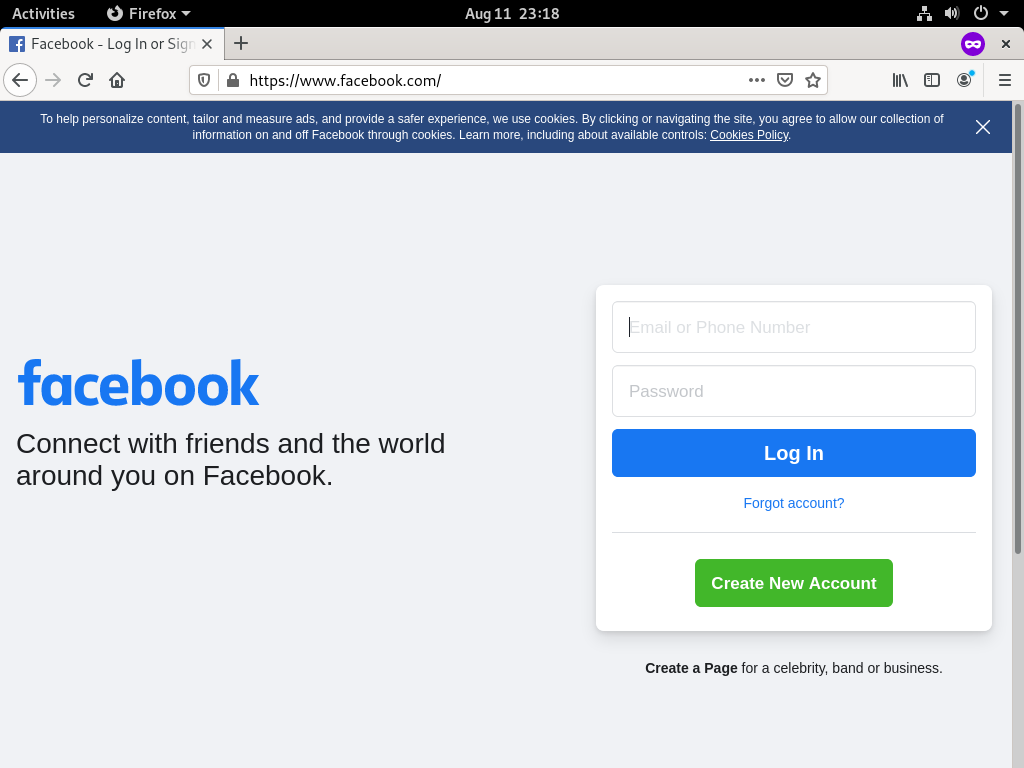 Activities Firefox Aug 11 23:18
Facebook - Log In or Sign
https://www.facebook.com/
To help personalize content, tailor and measure ads, and provide a safer experience, we use cookies. By clicking or navigating the site, you agree to allow our collection of
information on and off Facebook through cookies. Learn more, including about available controls: Cookies Policy.
facebook
Connect with friends and the world
around you on Facebook.
Email or Phone Number
Password
Log In
Forgot account?
Create New Account
Create a Page for a celebrity, band or business.